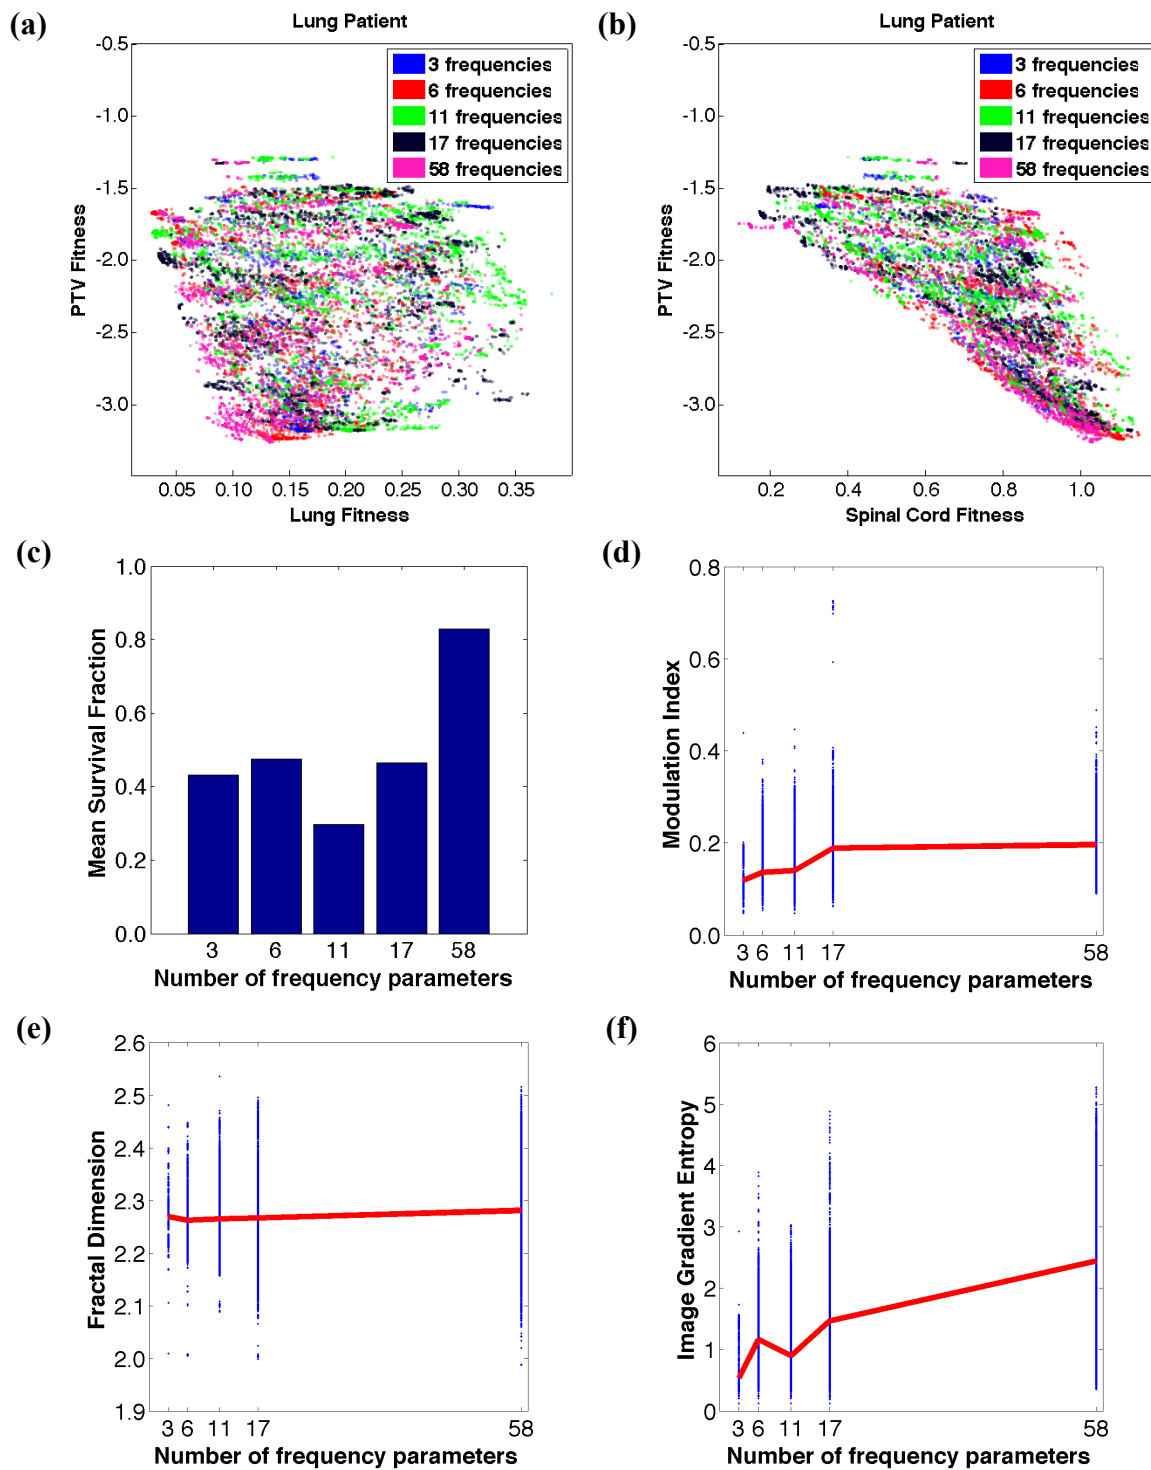 (a)
Lung Patient
-0.5
-1.0
-1.5
-2.0
-2.5
-3.0
PTV Fitness
3 frequencies
6 frequencies
11 frequencies
17 frequencies
58 frequencies
0.05 0.10 0.15 0.20 0.25 0.30 0.35
Lung Fitness
(b)
Lung Patient
-0.5
-1.0
-1.5
-2.0
-2.5
-3.0
PTV Fitness
3 frequencies
6 frequencies
11 frequencies
17 frequencies
58 frequencies
0.2 0.4 0.6 0.8 1.0
Spinal Cord Fitness
(c)
1.0
0.8
0.6
0.4
0.2
0.0
Mean Survival Fraction
3 6 11 17 58
Number of frequency parameters
(d)
0.8
0.6
0.4
0.2
0.0
Modulation Index
3 6 11 17 58
Number of frequency parameters
(e)
2.6
2.5
2.4
2.3
2.2
2.1
2.0
1.9
Fractal Dimension
3 6 11 17 58
Number of frequency parameters
(f)
6
5
4
3
2
1
0
Image Gradient Entropy
3 6 11 17 58
Number of frequency parameters